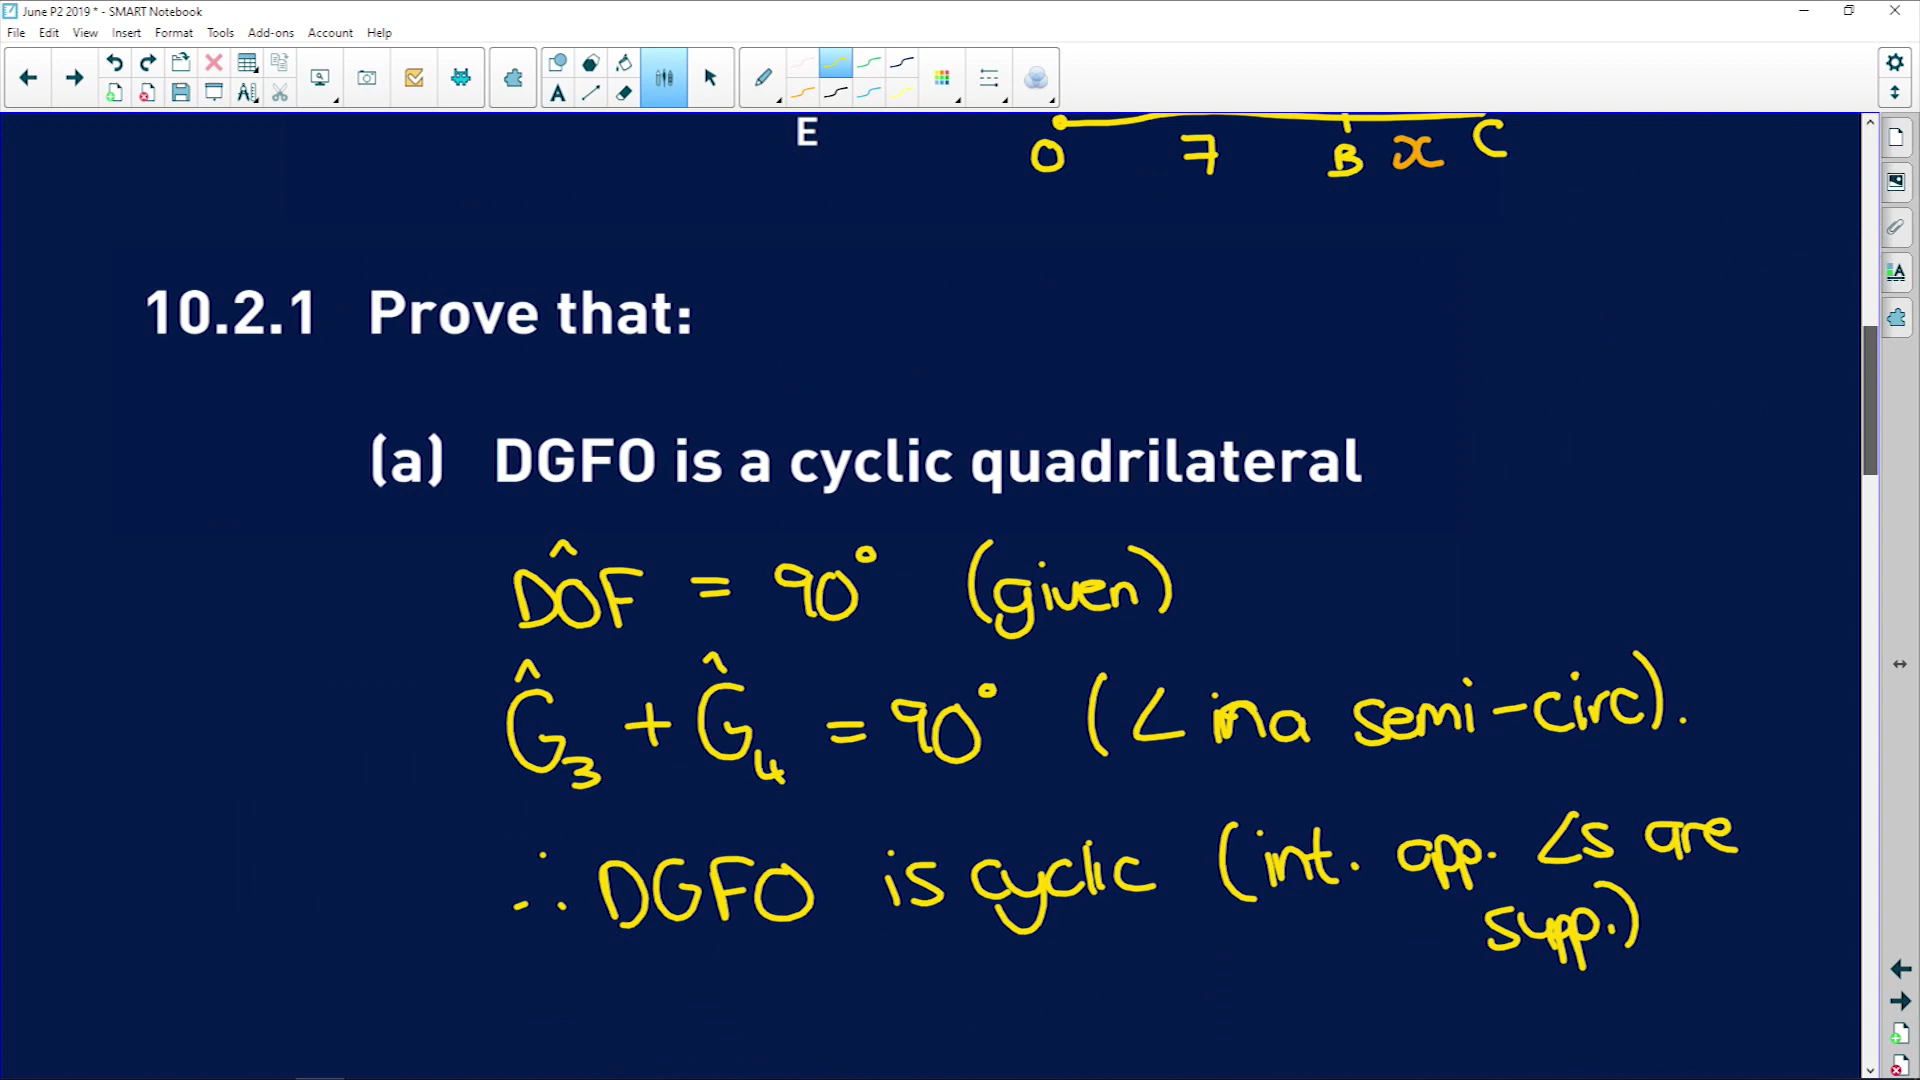 June P2 2019 * - SMART Notebook
File Edit View Insert Format Tools Add-ons Account Help
E
O 7 B x C
10.2.1 Prove that:
(a) DGFO is a cyclic quadrilateral
DÔF = 90° (given)
Ĝ₃ + Ĝ₄ = 90° (∠ in a semi-circ).
∴ DGFO is cyclic (int. opp. ∠s are
supp.)